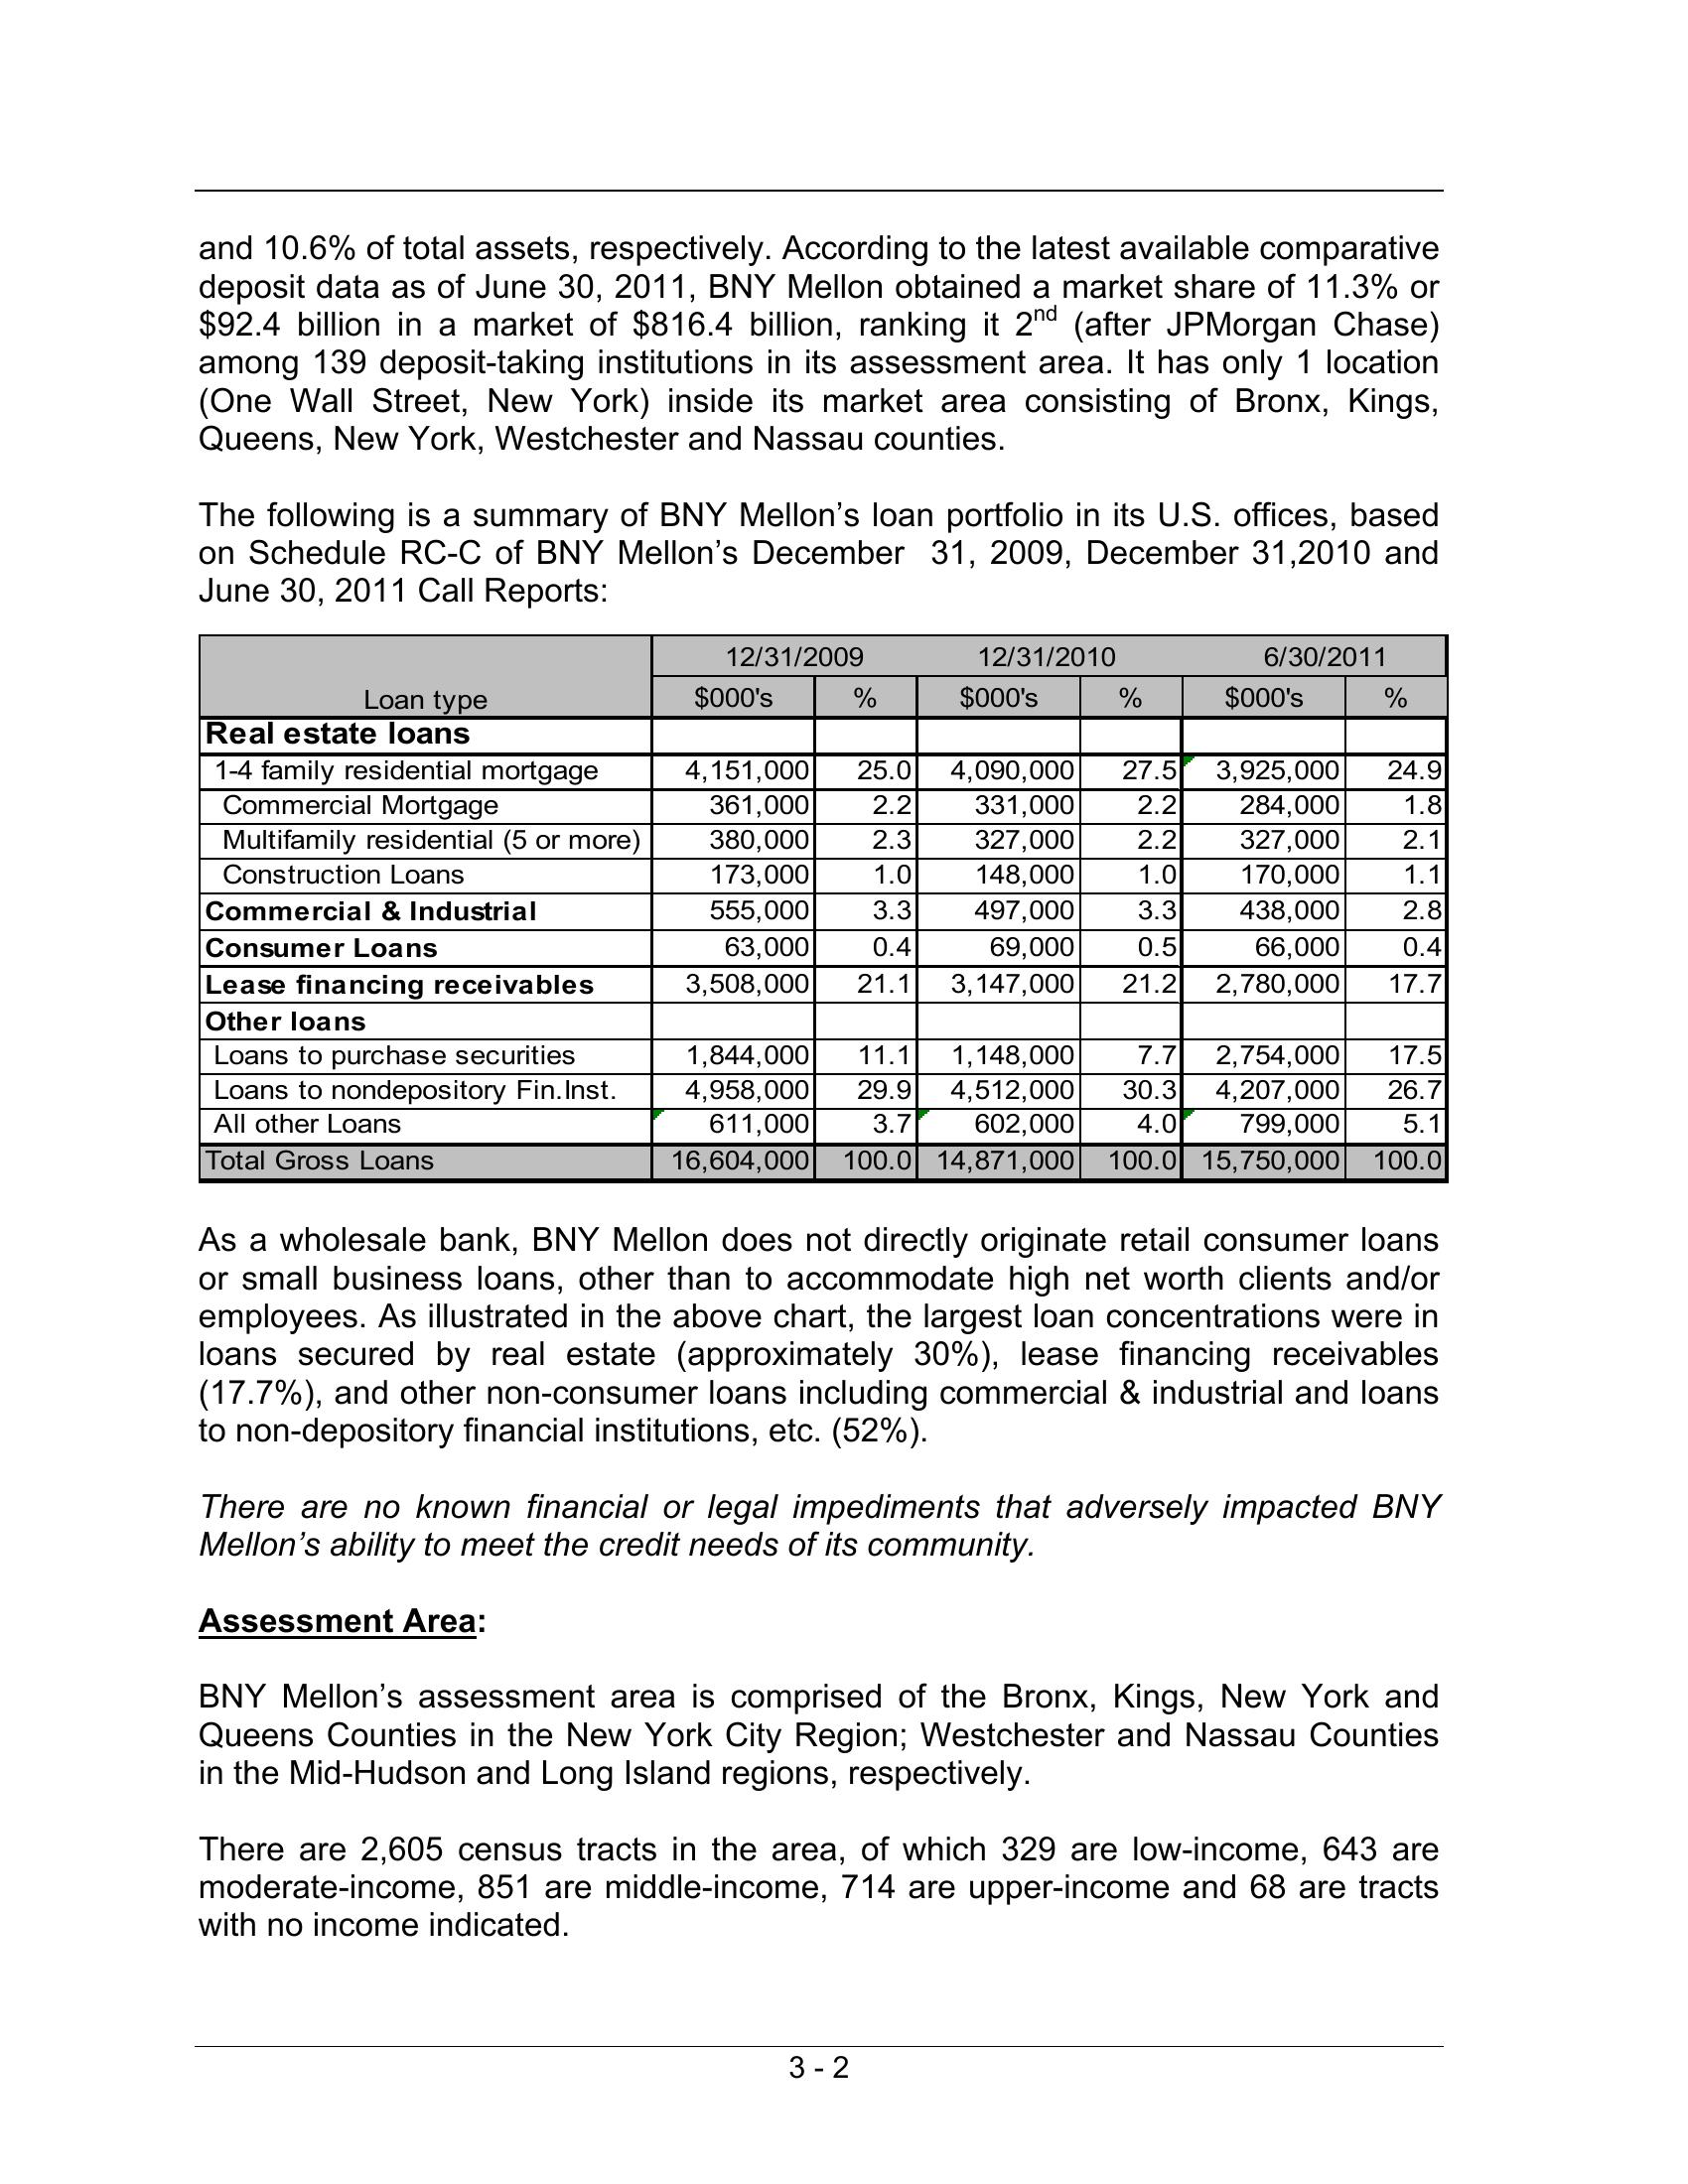 and 10.6% of total assets, respectively. According to the latest available comparative
deposit data as of June 30, 2011, BNY Mellon obtained a market share of 11.3% or
$92.4 billion in a market of $816.4 billion, ranking it 2nd (after JPMorgan Chase)
among 139 deposit-taking institutions in its assessment area. It has only 1 location
(One Wall Street, New York) inside its market area consisting of Bronx, Kings,
Queens, New York, Westchester and Nassau counties.
The following is a summary of BNY Mellon’s loan portfolio in its U.S. offices, based
on Schedule RC-C of BNY Mellon’s December 31, 2009, December 31,2010 and
June 30, 2011 Call Reports:
12/31/2009 12/31/2010 6/30/2011
Loan type $000's % $000's % $000's %
Real estate loans
1-4 family residential mortgage 4,151,000 25.0 4,090,000 27.5 3,925,000 24.9
Commercial Mortgage 361,000 2.2 331,000 2.2 284,000 1.8
Multifamily residential (5 or more) 380,000 2.3 327,000 2.2 327,000 2.1
Construction Loans 173,000 1.0 148,000 1.0 170,000 1.1
Commercial & Industrial 555,000 3.3 497,000 3.3 438,000 2.8
Consumer Loans 63,000 0.4 69,000 0.5 66,000 0.4
Lease financing receivables 3,508,000 21.1 3,147,000 21.2 2,780,000 17.7
Other loans
Loans to purchase securities 1,844,000 11.1 1,148,000 7.7 2,754,000 17.5
Loans to nondepository Fin.Inst. 4,958,000 29.9 4,512,000 30.3 4,207,000 26.7
All other Loans 611,000 3.7 602,000 4.0 799,000 5.1
Total Gross Loans 16,604,000 100.0 14,871,000 100.0 15,750,000 100.0
As a wholesale bank, BNY Mellon does not directly originate retail consumer loans
or small business loans, other than to accommodate high net worth clients and/or
employees. As illustrated in the above chart, the largest loan concentrations were in
loans secured by real estate (approximately 30%), lease financing receivables
(17.7%), and other non-consumer loans including commercial & industrial and loans
to non-depository financial institutions, etc. (52%).
There are no known financial or legal impediments that adversely impacted BNY
Mellon’s ability to meet the credit needs of its community.
Assessment Area:
BNY Mellon’s assessment area is comprised of the Bronx, Kings, New York and
Queens Counties in the New York City Region; Westchester and Nassau Counties
in the Mid-Hudson and Long Island regions, respectively.
There are 2,605 census tracts in the area, of which 329 are low-income, 643 are
moderate-income, 851 are middle-income, 714 are upper-income and 68 are tracts
with no income indicated.
3 - 2